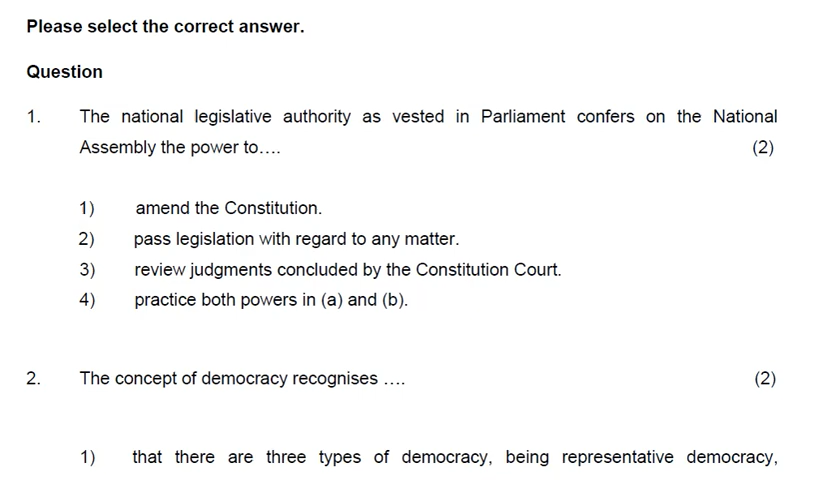 Please select the correct answer.
Question
1. The national legislative authority as vested in Parliament confers on the National
Assembly the power to…. (2)
1) amend the Constitution.
2) pass legislation with regard to any matter.
3) review judgments concluded by the Constitution Court.
4) practice both powers in (a) and (b).
2. The concept of democracy recognises …. (2)
1) that there are three types of democracy, being representative democracy,